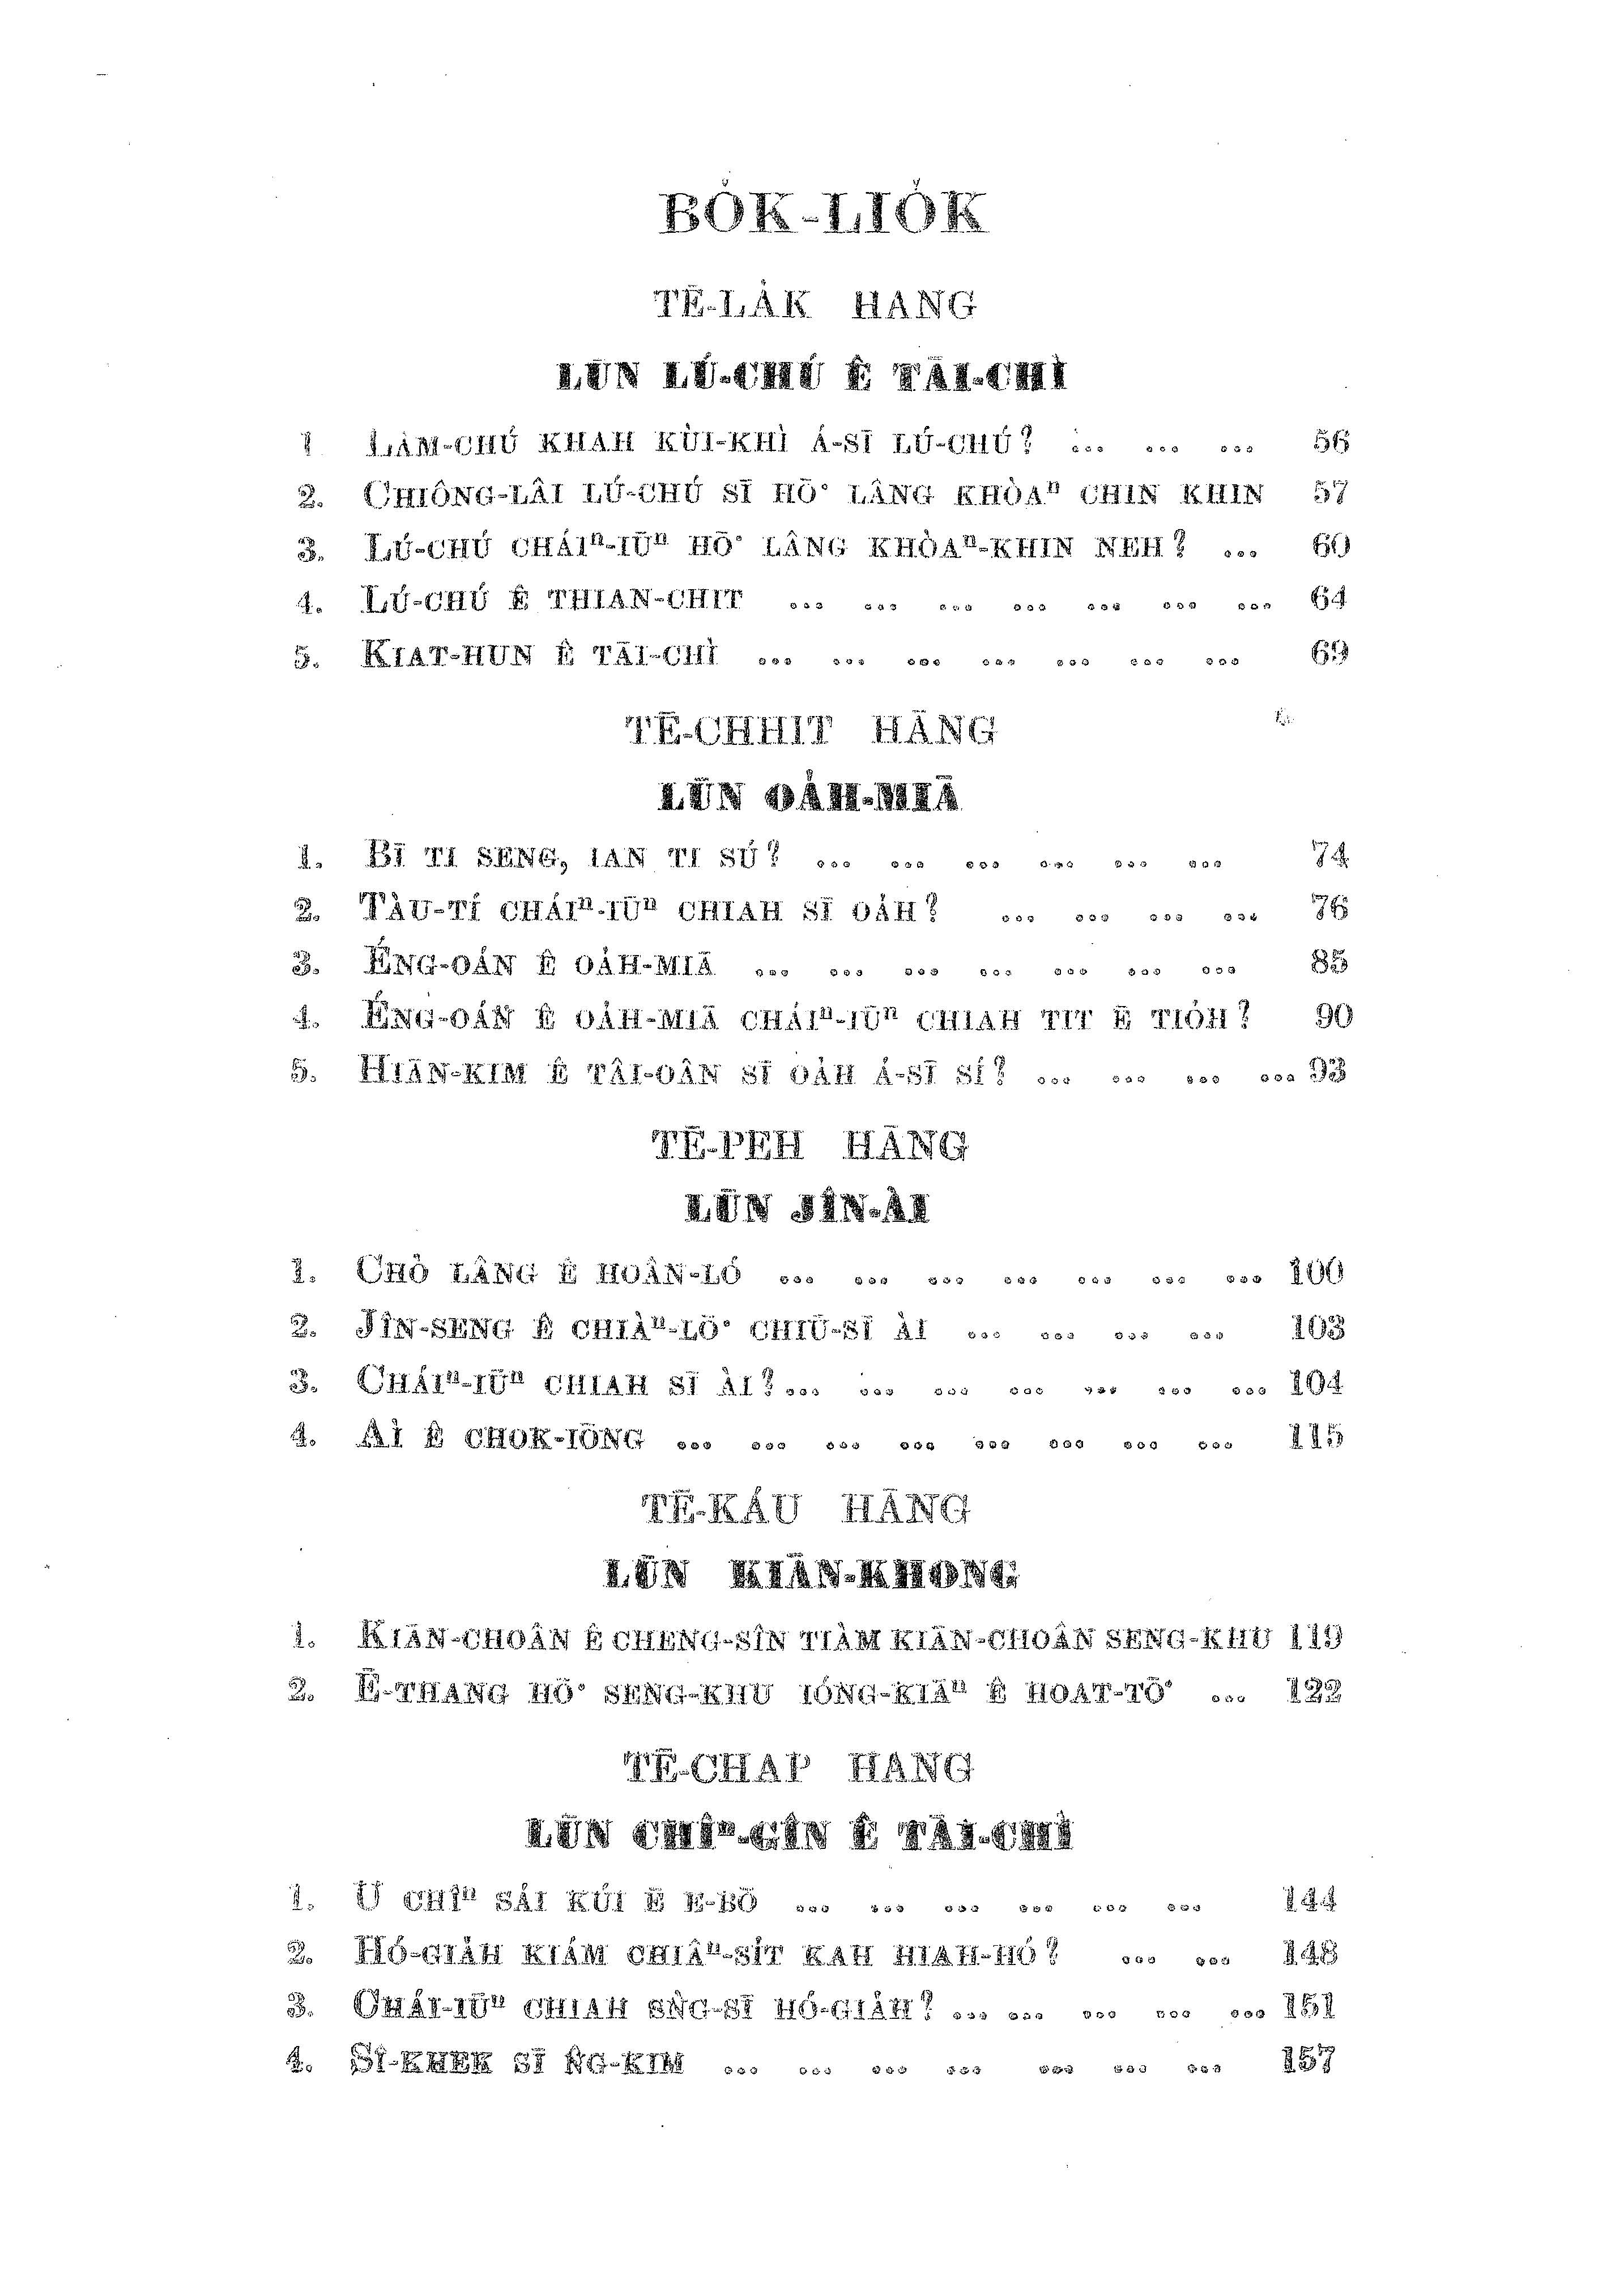 BO̍K-LIO̍K
TĒ-LA̍K HANG
LŪN LÚ-CHÚ Ê TĀI-CHÌ
1 LÂM-CHÚ KHAH KÙI-KHÌ Á-SĪ LÚ-CHÚ? ... ... ... 56
2. CHIÔNG-LÂI LÚ-CHÚ SĪ HŌ͘ LÂNG KHÒAⁿ CHIN KHIN 57
3. LÚ-CHÚ CHÁIⁿ-IŪⁿ HŌ͘ LÂNG KHÒAⁿ-KHIN NEH? ... 60
4. LÚ-CHÚ Ê THIAN-CHIT ... ... ... ... ... ... ... 64
5. KIAT-HUN Ê TĀI-CHÌ ... ... ... ... ... ... ... 69
TĒ-CHHIT HĀNG
LŪN OA̍H-MIĀ
1. BĪ TI SENG, IAN TI SÚ? ... ... ... ... ... ... 74
2. TÀU-TÍ CHÁIⁿ-IŪⁿ CHIAH SĪ OA̍H? ... ... ... ... 76
3. ÉNG-OÁN Ê OA̍H-MIĀ ... ... ... ... ... ... ... 85
4. ÉNG-OÁN Ê OA̍H-MIĀ CHÁIⁿ-IŪⁿ CHIAH TIT Ē TIO̍H? 90
5. HIĀN-KIM Ê TÂI-OÂN SĪ OA̍H Á-SĪ SÍ? ... ... ... ... 93
TĒ-PEH HĀNG
LŪN JÎN-ÀI
1. CHÒ LÂNG Ê HOÂN-LÓ ... ... ... ... ... ... ... 100
2. JÎN-SENG Ê CHIÀⁿ-LŌ͘ CHIŪ-SĪ ÀI ... ... ... ... 103
3. CHÁIⁿ-IŪⁿ CHIAH SĪ ÀI? ... ... ... ... ... ... ... 104
4. ÀI Ê CHOK-IŌNG ... ... ... ... ... ... ... ... 115
TĒ-KÁU HĀNG
LŪN KIĀN-KHONG
1. KIĀN-CHOÂN Ê CHENG-SÎN TIÀM KIĀN-CHOÂN SENG-KHU 119
2. Ē-THANG HŌ͘ SENG-KHU IÓNG-KIĀⁿ Ê HOAT-TŌ͘ ... 122
TĒ-CHAP HANG
LŪN CHÎⁿ-GÎN Ê TĀI-CHÌ
1. Ū CHÎⁿ SÁI KÚI Ē E-BŌ ... ... ... ... ... ... 144
2. HÓ-GIA̍H KIÁM CHIÂⁿ-SI̍T KAH HIAH-HÓ? ... ... 148
3. CHÁI-IŪⁿ CHIAH SǸG-SĪ HÓ-GIA̍H? ... ... ... ... ... 151
4. SÎ-KHEK SĪ N̂G-KIM ... ... ... ... ... ... ... 157